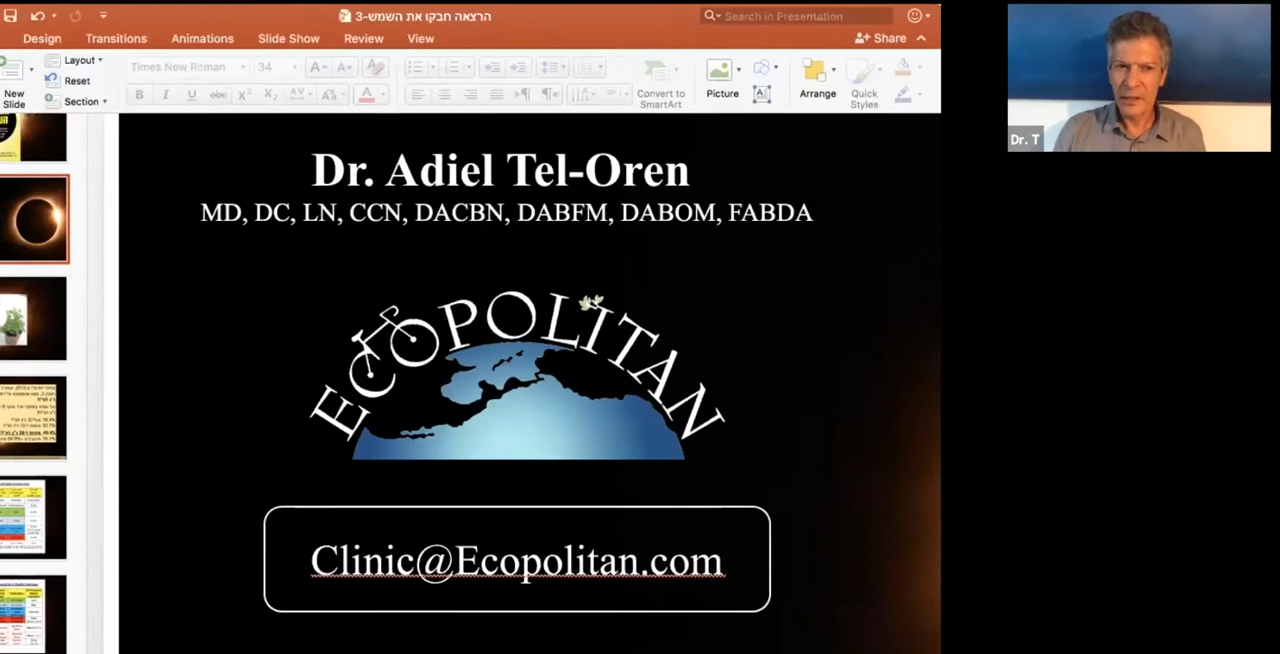 הרצאה חבקו את השמש-3
Search in Presentation
Design Transitions Animations Slide Show Review View
Share
Layout
Reset
Section
New
Slide
Times New Roman 34
Convert to
SmartArt
Picture
Arrange
Quick
Styles
Dr. T
Dr. Adiel Tel-Oren
MD, DC, LN, CCN, DACBN, DABFM, DABOM, FABDA
ECOPOLITAN
Clinic@Ecopolitan.com